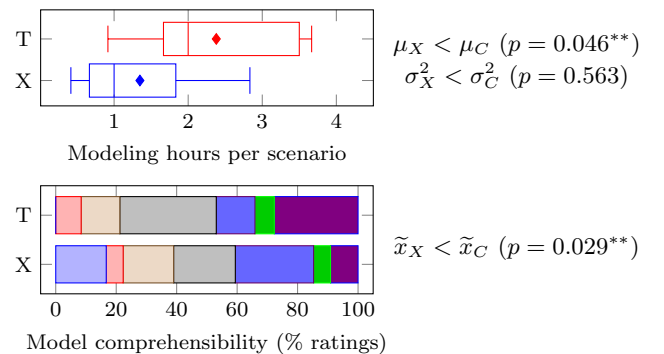 T
X
1 2 3 4
Modeling hours per scenario
μ_X < μ_C (p = 0.046**)
σ²_X < σ²_C (p = 0.563)
T
X
0 20 40 60 80 100
Model comprehensibility (% ratings)
x̃_X < x̃_C (p = 0.029**)